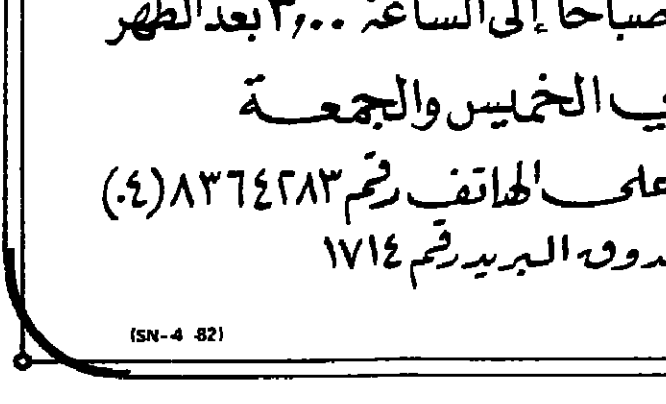 صباحا إلى الساعة ٣,٠٠ بعد الظهر
الخميس والجمعة
على الهاتف رقم ٨٣٦٤٢٨٣ (٠٤)
البريد رقم ١٧١٤
(SN-4 82)